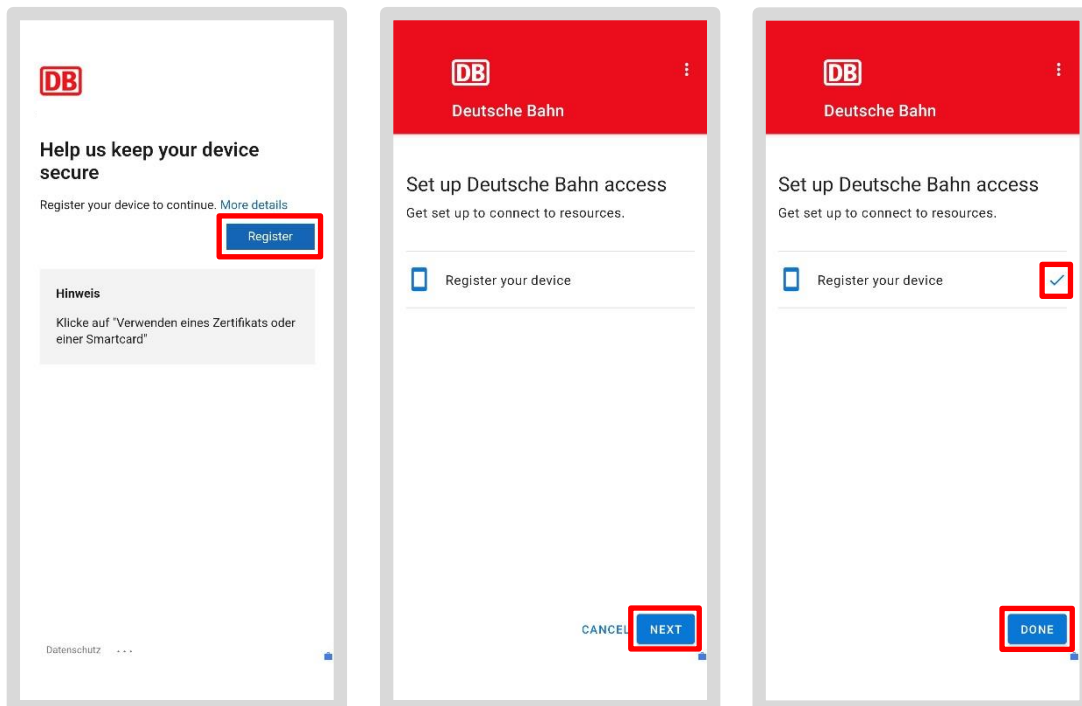 DB
Help us keep your device
secure
Register your device to continue. More details
Register
Hinweis
Klicke auf "Verwenden eines Zertifikats oder
einer Smartcard"
Datenschutz ...
DB
Deutsche Bahn
Set up Deutsche Bahn access
Get set up to connect to resources.
Register your device
CANCEL NEXT
DB
Deutsche Bahn
Set up Deutsche Bahn access
Get set up to connect to resources.
Register your device
DONE